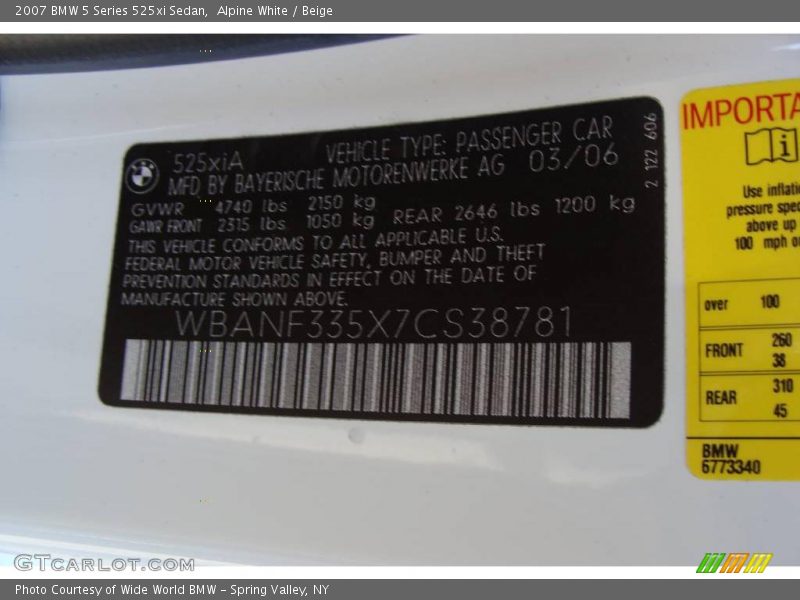 2007 BMW 5 Series 525xi Sedan,  Alpine White / Beige
525xiA VEHICLE TYPE: PASSENGER CAR
MFD BY BAYERISCHE MOTORENWERKE AG 03/06
GVWR 4740 lbs 2150 kg
GAWR FRONT 2315 lbs 1050 kg REAR 2646 lbs 1200 kg
THIS VEHICLE CONFORMS TO ALL APPLICABLE U.S.
FEDERAL MOTOR VEHICLE SAFETY, BUMPER AND THEFT
PREVENTION STANDARDS IN EFFECT ON THE DATE OF
MANUFACTURE SHOWN ABOVE.
WBANF335X7CS38781
2 122 606
IMPORTA
i
Use inflati
pressure spec
above up
100 mph o
over 100
FRONT 260
38
REAR 310
45
BMW
6773340
GTCARLOT.COM
Photo Courtesy of Wide World BMW - Spring Valley, NY